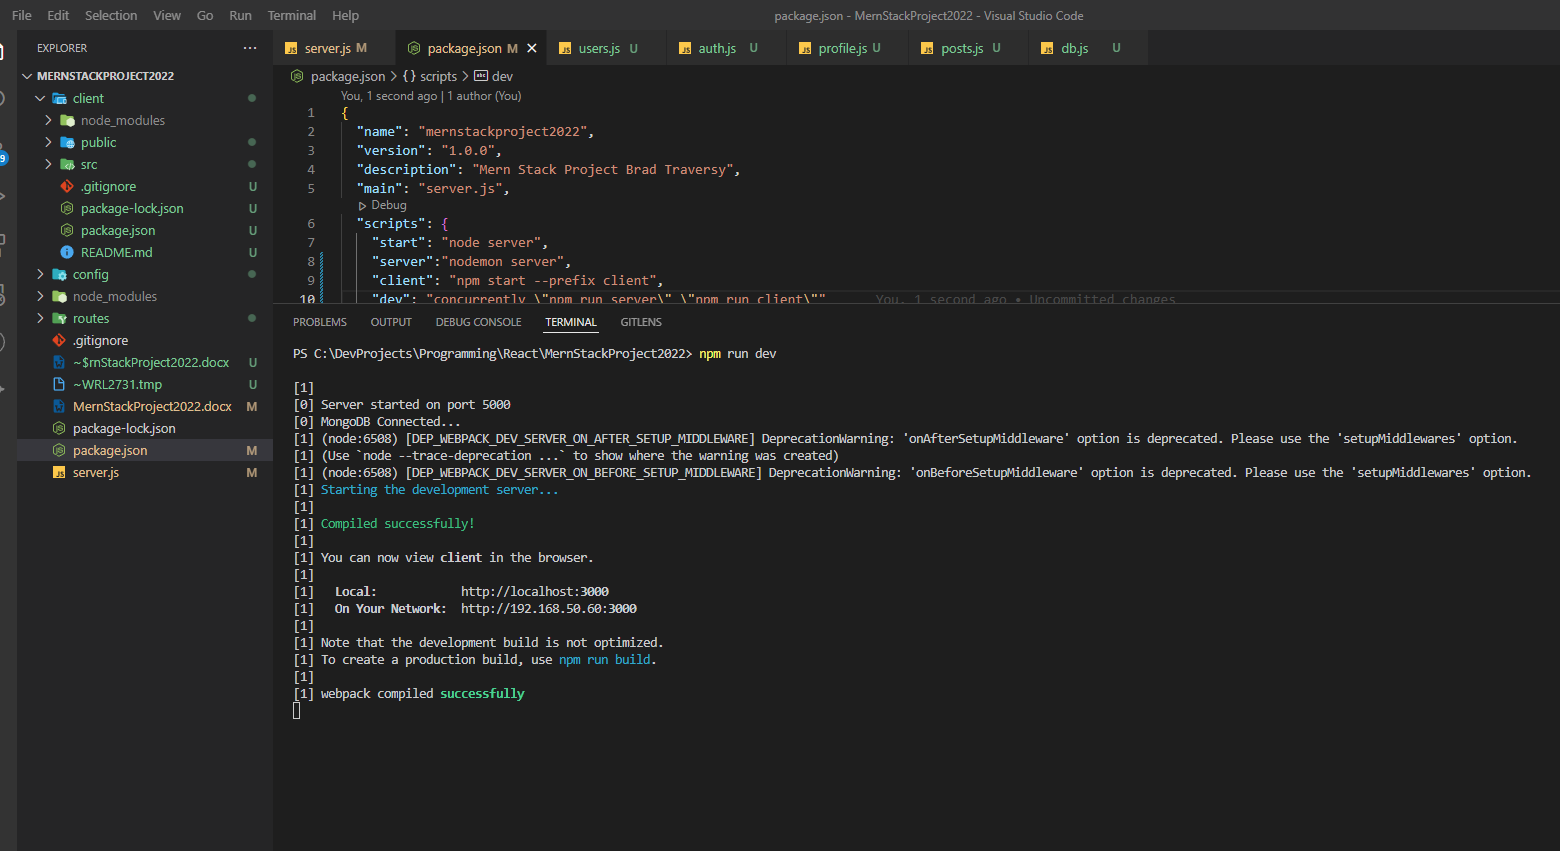 File Edit Selection View Go Run Terminal Help
package.json - MernStackProject2022 - Visual Studio Code
EXPLORER ...
MERNSTACKPROJECT2022
client
node_modules
public
src
.gitignore U
package-lock.json U
package.json U
README.md U
config
node_modules
routes
.gitignore
~$rnStackProject2022.docx U
~WRL2731.tmp U
MernStackProject2022.docx M
package-lock.json
package.json M
server.js M
9
JS server.js M
JS package.json M ×
JS users.js U
JS auth.js U
JS profile.js U
JS posts.js U
JS db.js U
package.json > {} scripts > abc dev
You, 1 second ago | 1 author (You)
1 {
2 "name": "mernstackproject2022",
3 "version": "1.0.0",
4 "description": "Mern Stack Project Brad Traversy",
5 "main": "server.js",
Debug
6 "scripts": {
7 "start": "node server",
8 "server":"nodemon server",
9 "client": "npm start --prefix client",
10 "dev": "concurrently \"npm run server\" \"npm run client\"" You, 1 second ago • Uncommitted changes
PROBLEMS OUTPUT DEBUG CONSOLE TERMINAL GITLENS
PS C:\DevProjects\Programming\React\MernStackProject2022> npm run dev
[1]
[0] Server started on port 5000
[0] MongoDB Connected...
[1] (node:6508) [DEP_WEBPACK_DEV_SERVER_ON_AFTER_SETUP_MIDDLEWARE] DeprecationWarning: 'onAfterSetupMiddleware' option is deprecated. Please use the 'setupMiddlewares' option.
[1] (Use `node --trace-deprecation ...` to show where the warning was created)
[1] (node:6508) [DEP_WEBPACK_DEV_SERVER_ON_BEFORE_SETUP_MIDDLEWARE] DeprecationWarning: 'onBeforeSetupMiddleware' option is deprecated. Please use the 'setupMiddlewares' option.
[1] Starting the development server...
[1]
[1] Compiled successfully!
[1]
[1] You can now view client in the browser.
[1]
[1] Local: http://localhost:3000
[1] On Your Network: http://192.168.50.60:3000
[1]
[1] Note that the development build is not optimized.
[1] To create a production build, use npm run build.
[1]
[1] webpack compiled successfully